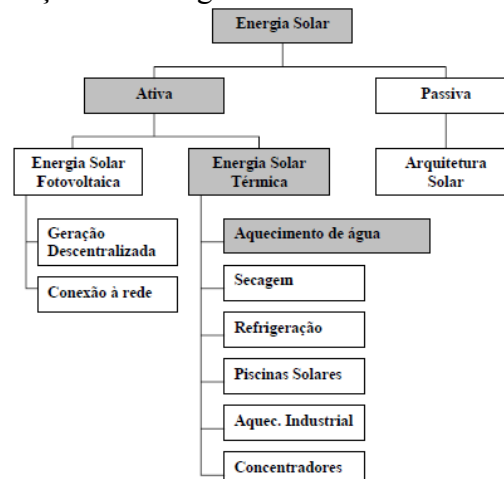 Energia Solar
Ativa
Passiva
Energia Solar
Fotovoltaica
Energia Solar
Térmica
Arquitetura
Solar
Geração
Descentralizada
Conexão à rede
Aquecimento de água
Secagem
Refrigeração
Piscinas Solares
Aquec. Industrial
Concentradores